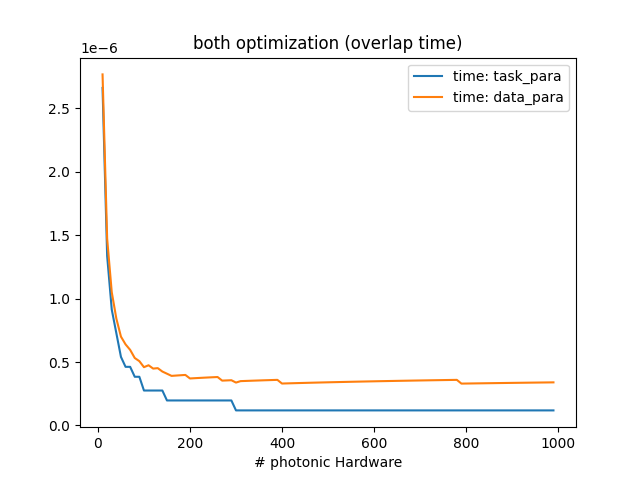 both optimization (overlap time)
1e−6
time: task_para
time: data_para
2.5
2.0
1.5
1.0
0.5
0.0
0 200 400 600 800 1000
# photonic Hardware